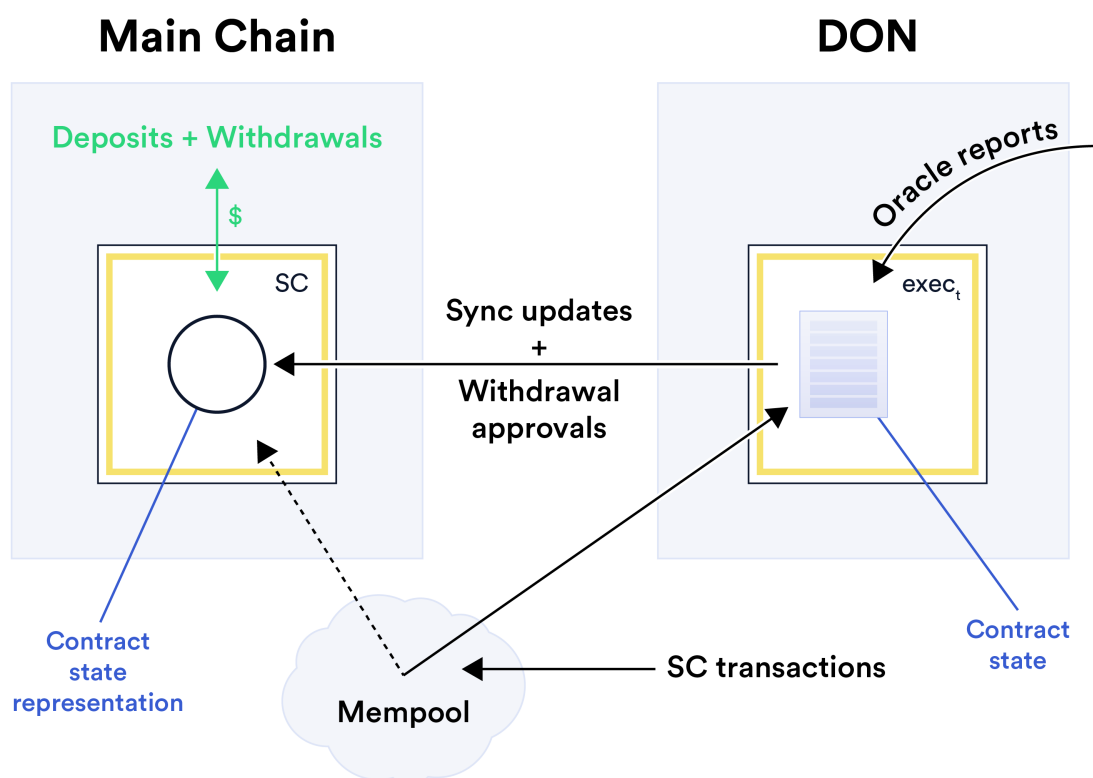 Main Chain
DON
Deposits + Withdrawals
$
Oracle reports
SC
exec_t
Sync updates
+
Withdrawal
approvals
Contract
state
representation
Contract
state
SC transactions
Mempool